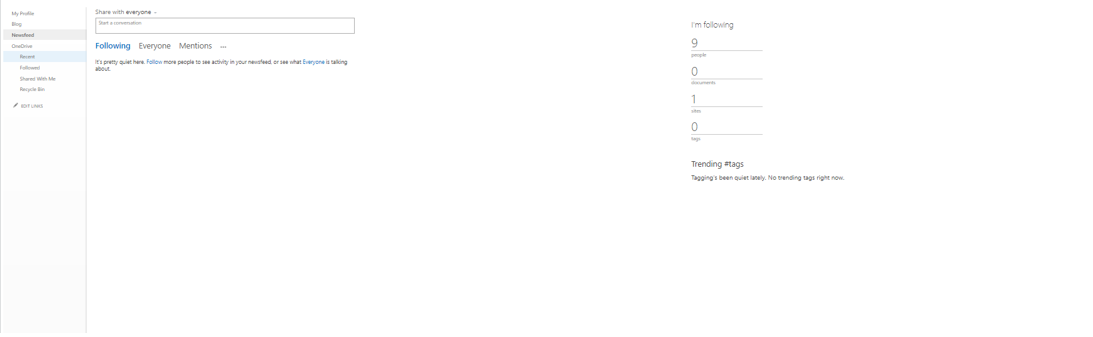 My Profile
Blog
Newsfeed
OneDrive
Recent
Followed
Shared With Me
Recycle Bin
EDIT LINKS
Share with everyone
Start a conversation
Following Everyone Mentions ...
It's pretty quiet here. Follow more people to see activity in your newsfeed, or see what Everyone is talking
about.
I'm following
9
people
0
documents
1
sites
0
tags
Trending #tags
Tagging's been quiet lately. No trending tags right now.